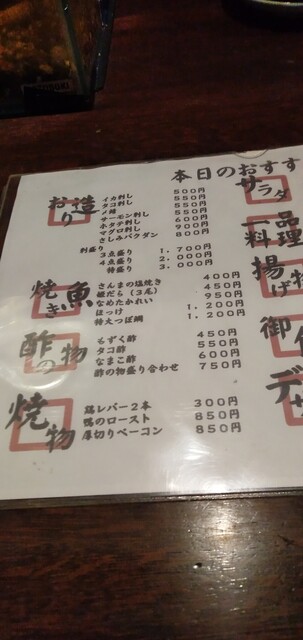 本日のおすす
お造り
イカ刺し 500円
タコ刺し 550円
〆鯖 550円
サーモン刺し 550円
ホタテ刺し 600円
マグロ刺し 900円
さしみバクダン 800円
刺盛り
3点盛り 1.700円
4点盛り 2.000円
特盛り 3.000円
焼き魚
さんまの塩焼き 400円
姫だら(3尾) 450円
なめたかれい 950円
ほっけ 1.200円
特大つぼ鯛 1.200円
酢の物
もずく酢 450円
タコ酢 550円
なまこ酢 600円
酢の物盛り合わせ 750円
焼物
鶏レバー2本 300円
鴨のロースト 850円
厚切りベーコン 850円
サラダ
一品料理
揚げ物
御
デ